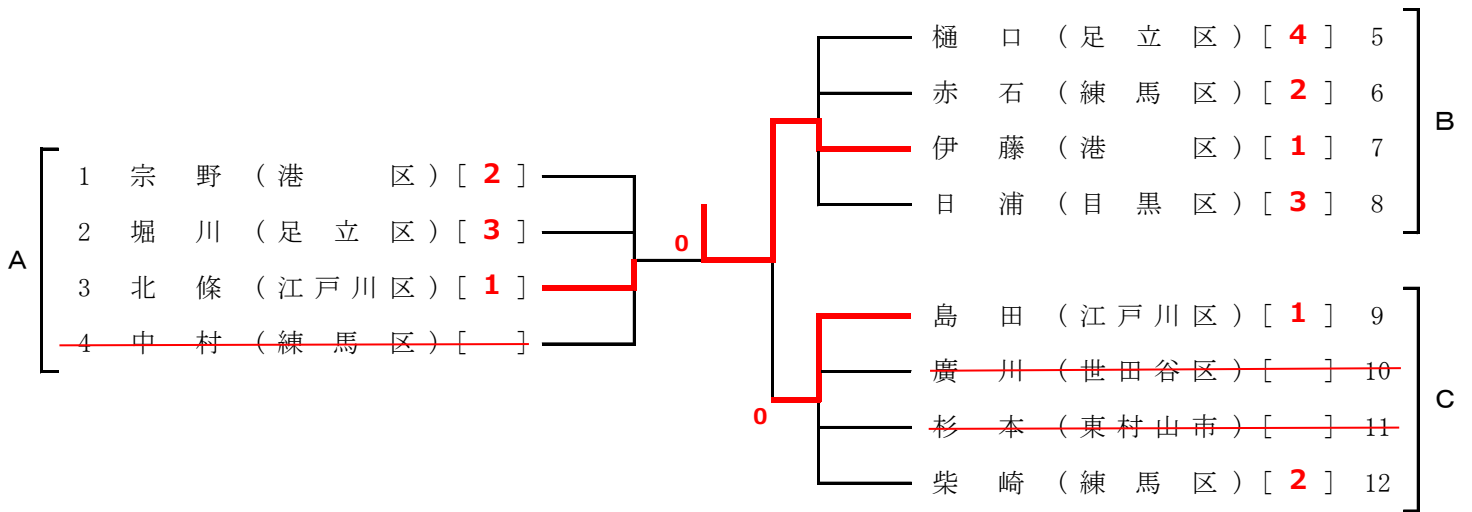 A
1 宗野 (港区) [2]
2 堀川 (足立区) [3]
3 北條 (江戸川区) [1]
4 中村 (練馬区) [ ]
0
0
樋口 (足立区) [4] 5
赤石 (練馬区) [2] 6
伊藤 (港区) [1] 7
日浦 (目黒区) [3] 8
B
島田 (江戸川区) [1] 9
廣川 (世田谷区) [ ] 10
杉本 (東村山市) [ ] 11
柴崎 (練馬区) [2] 12
C